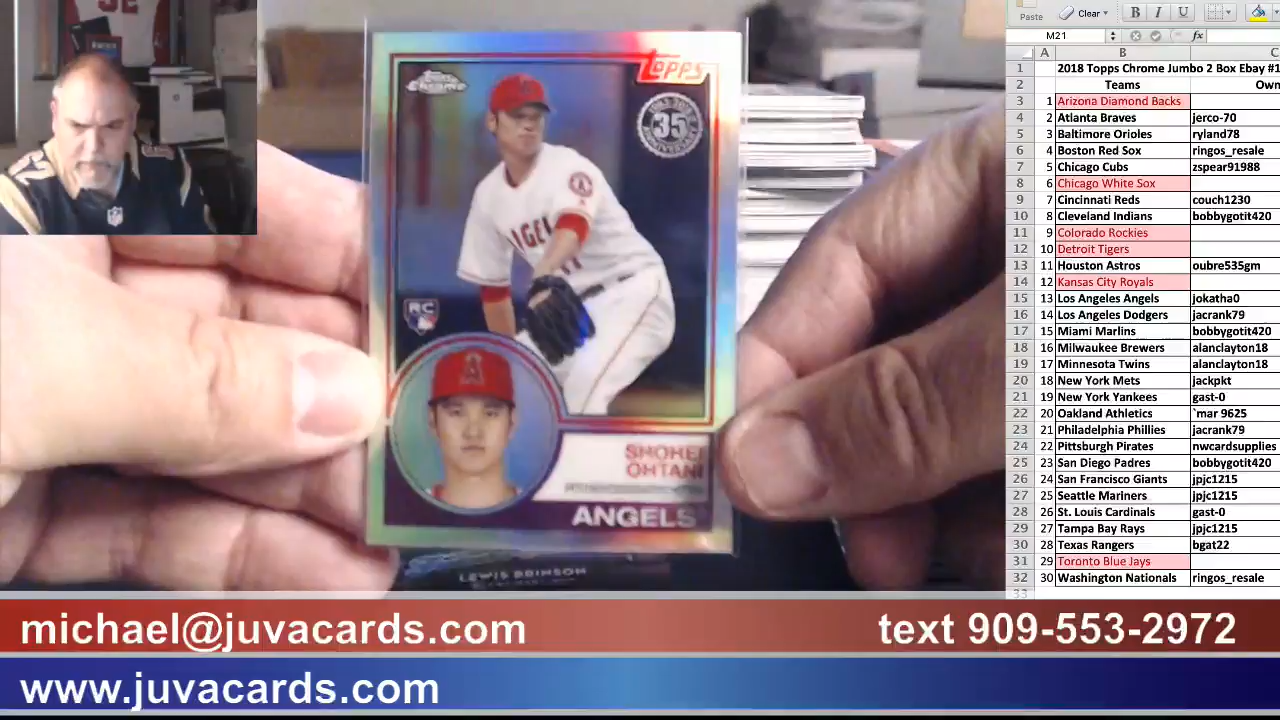 Topps
Topps
Chrome
35
RC
SHOHEI
OHTANI
ANGELS
LEWIS BRINSON
Paste
Clear
B I U
M21
fx
A B C
1 2018 Topps Chrome Jumbo 2 Box Ebay #1
2 Teams Own
3 1 Arizona Diamond Backs
4 2 Atlanta Braves jerco-70
5 3 Baltimore Orioles ryland78
6 4 Boston Red Sox ringos_resale
7 5 Chicago Cubs zspear91988
8 6 Chicago White Sox
9 7 Cincinnati Reds couch1230
10 8 Cleveland Indians bobbygotit420
11 9 Colorado Rockies
12 10 Detroit Tigers
13 11 Houston Astros oubre535gm
14 12 Kansas City Royals
15 13 Los Angeles Angels jokatha0
16 14 Los Angeles Dodgers jacrank79
17 15 Miami Marlins bobbygotit420
18 16 Milwaukee Brewers alanclayton18
19 17 Minnesota Twins alanclayton18
20 18 New York Mets jackpkt
21 19 New York Yankees gast-0
22 20 Oakland Athletics `mar 9625
23 21 Philadelphia Phillies jacrank79
24 22 Pittsburgh Pirates nwcardsupplies
25 23 San Diego Padres bobbygotit420
26 24 San Francisco Giants jpjc1215
27 25 Seattle Mariners jpjc1215
28 26 St. Louis Cardinals gast-0
29 27 Tampa Bay Rays jpjc1215
30 28 Texas Rangers bgat22
31 29 Toronto Blue Jays
32 30 Washington Nationals ringos_resale
33
michael@juvacards.com
text 909-553-2972
www.juvacards.com